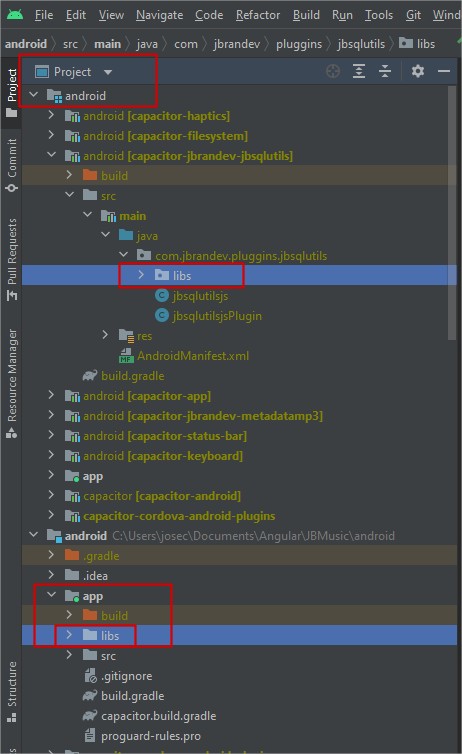 File Edit View Navigate Code Refactor Build Run Tools Git Wind
android src main java com jbrandev pluggins jbsqlutils libs
Project
android
android [capacitor-haptics]
android [capacitor-filesystem]
android [capacitor-jbrandev-jbsqlutils]
build
src
main
java
com.jbrandev.pluggins.jbsqlutils
libs
jbsqlutilsjs
jbsqlutilsjsPlugin
res
AndroidManifest.xml
build.gradle
android [capacitor-app]
android [capacitor-jbrandev-metadatamp3]
android [capacitor-status-bar]
android [capacitor-keyboard]
app
capacitor [capacitor-android]
capacitor-cordova-android-plugins
android C:\Users\josec\Documents\Angular\JBMusic\android
.gradle
.idea
app
build
libs
src
.gitignore
build.gradle
capacitor.build.gradle
proguard-rules.pro
Project
Commit
Pull Requests
Resource Manager
Structure